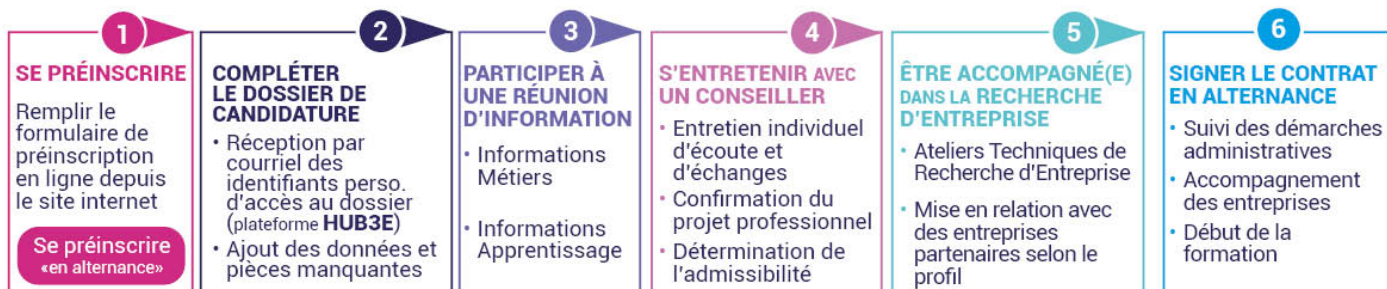 1
SE PRÉINSCRIRE
Remplir le
formulaire de
préinscription
en ligne depuis
le site internet
Se préinscrire
«en alternance»
2
COMPLÉTER
LE DOSSIER DE
CANDIDATURE
• Réception par
courriel des
identifiants perso.
d'accès au dossier
(plateforme HUB3E)
• Ajout des données et
pièces manquantes
3
PARTICIPER À
UNE RÉUNION
D'INFORMATION
• Informations
Métiers
• Informations
Apprentissage
4
S'ENTRETENIR AVEC
UN CONSEILLER
• Entretien individuel
d'écoute et
d'échanges
• Confirmation du
projet professionnel
• Détermination de
l'admissibilité
5
ÊTRE ACCOMPAGNÉ(E)
DANS LA RECHERCHE
D'ENTREPRISE
• Ateliers Techniques de
Recherche d'Entreprise
• Mise en relation avec
des entreprises
partenaires selon le
profil
6
SIGNER LE CONTRAT
EN ALTERNANCE
• Suivi des démarches
administratives
• Accompagnement
des entreprises
• Début de la
formation